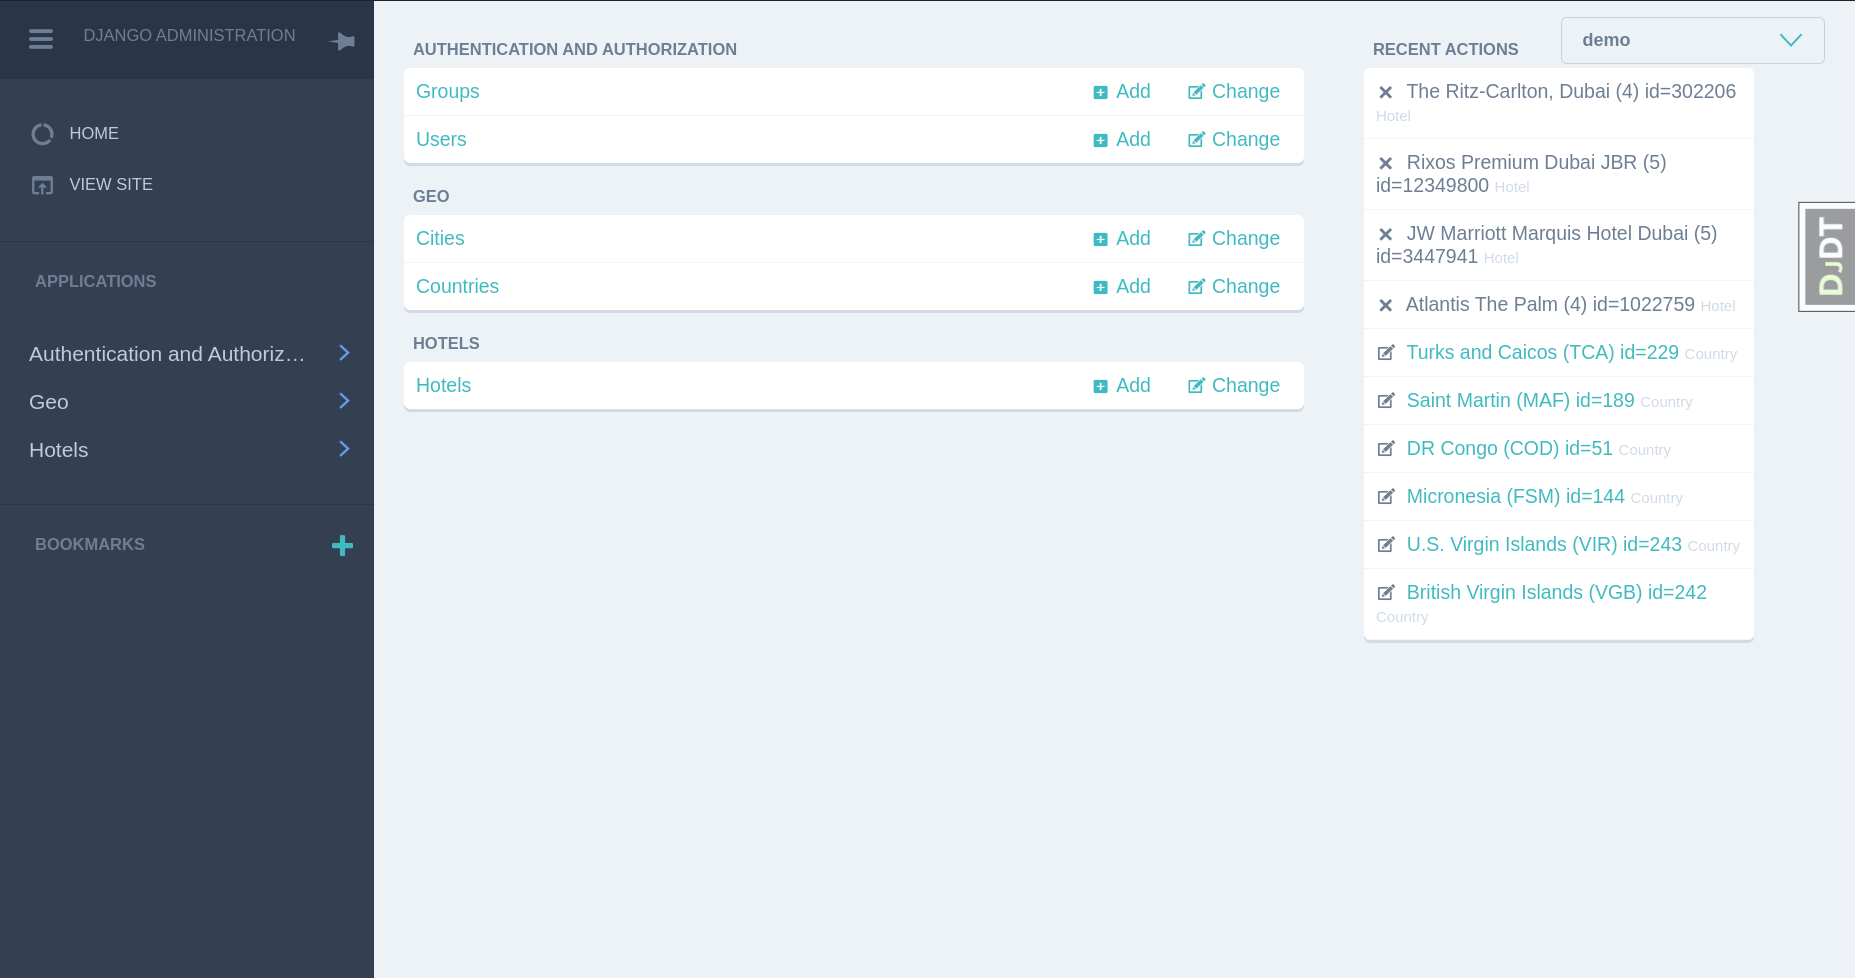 DJANGO ADMINISTRATION
HOME
VIEW SITE
APPLICATIONS
Authentication and Authoriz…
Geo
Hotels
BOOKMARKS
AUTHENTICATION AND AUTHORIZATION
Groups Add Change
Users Add Change
GEO
Cities Add Change
Countries Add Change
HOTELS
Hotels Add Change
demo
RECENT ACTIONS
The Ritz-Carlton, Dubai (4) id=302206
Hotel
Rixos Premium Dubai JBR (5)
id=12349800 Hotel
JW Marriott Marquis Hotel Dubai (5)
id=3447941 Hotel
Atlantis The Palm (4) id=1022759 Hotel
Turks and Caicos (TCA) id=229 Country
Saint Martin (MAF) id=189 Country
DR Congo (COD) id=51 Country
Micronesia (FSM) id=144 Country
U.S. Virgin Islands (VIR) id=243 Country
British Virgin Islands (VGB) id=242
Country
DJDT